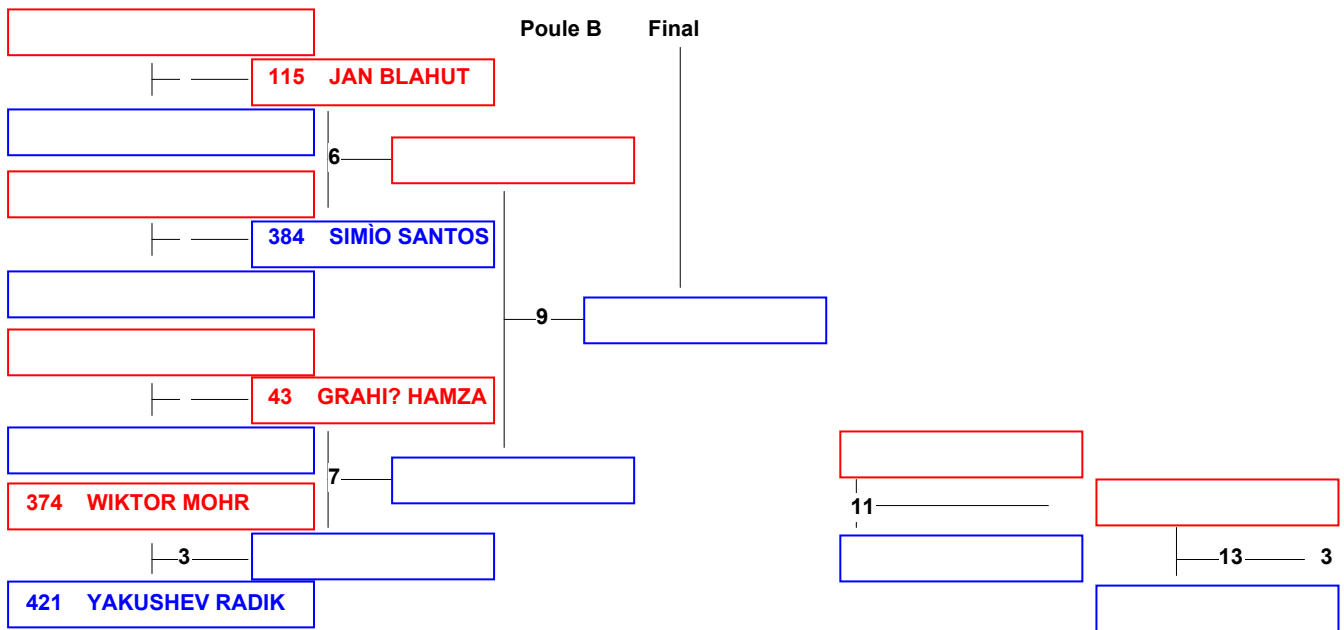 Poule B Final
115 JAN BLAHUT
6
384 SIMÌO SANTOS
9
43 GRAHI? HAMZA
7
374 WIKTOR MOHR
11
3
13 3
421 YAKUSHEV RADIK